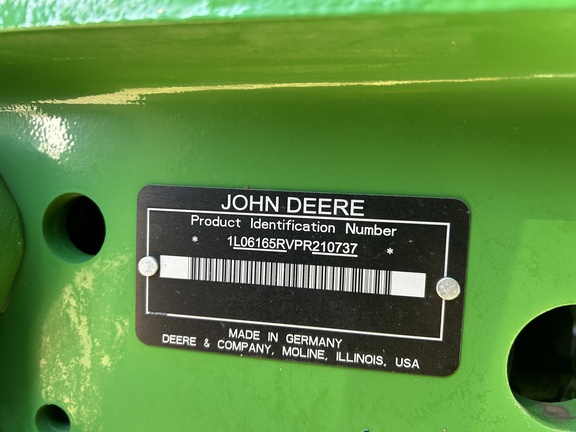 JOHN DEERE
Product Identification Number
* 1L06165RVPR210737 *
MADE IN GERMANY
DEERE & COMPANY, MOLINE, ILLINOIS, USA